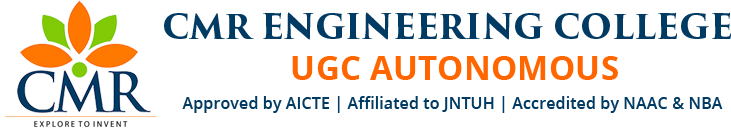 CMR
EXPLORE TO INVENT
CMR ENGINEERING COLLEGE
UGC AUTONOMOUS
Approved by AICTE | Affiliated to JNTUH | Accredited by NAAC & NBA